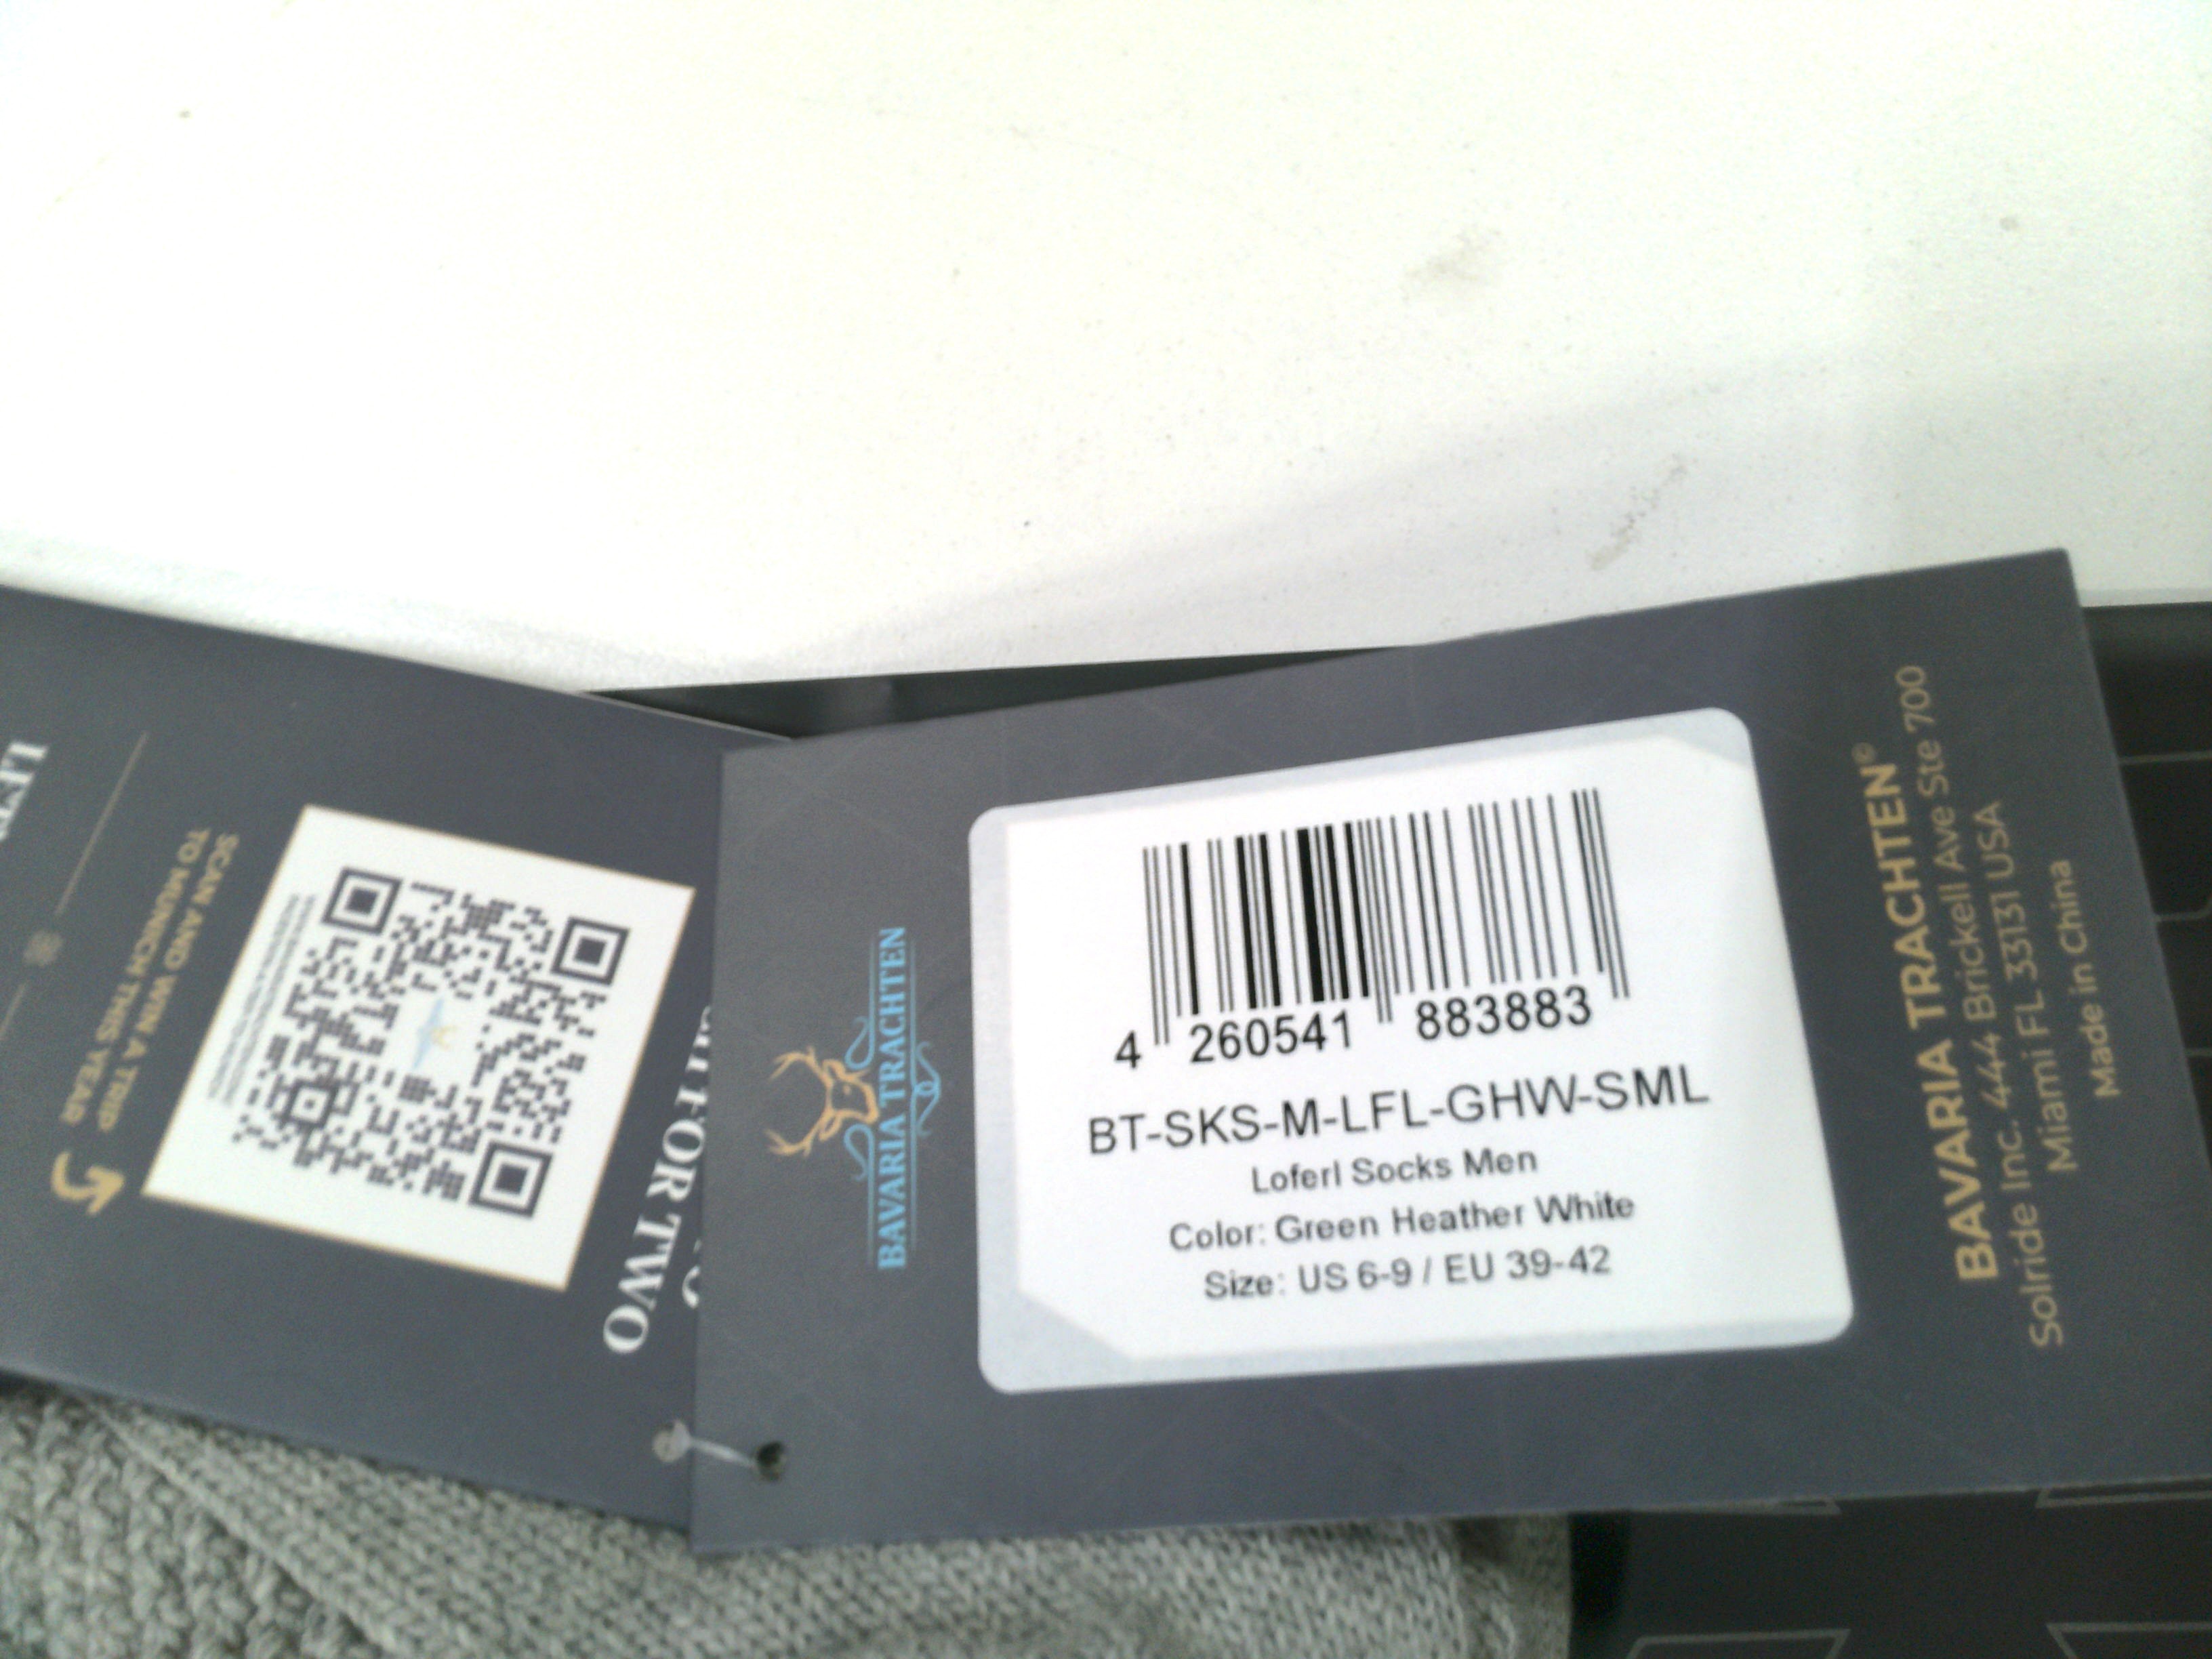 SCAN AND WIN A TRIP
TO MUNICH THIS YEAR
FOR TWO
BAVARIA TRACHTEN
4 260541 883883
BT-SKS-M-LFL-GHW-SML
Loferl Socks Men
Color: Green Heather White
Size: US 6-9 / EU 39-42
BAVARIA TRACHTEN©
Solride Inc. 444 Brickell Ave Ste 700
Miami FL 33131 USA
Made in China